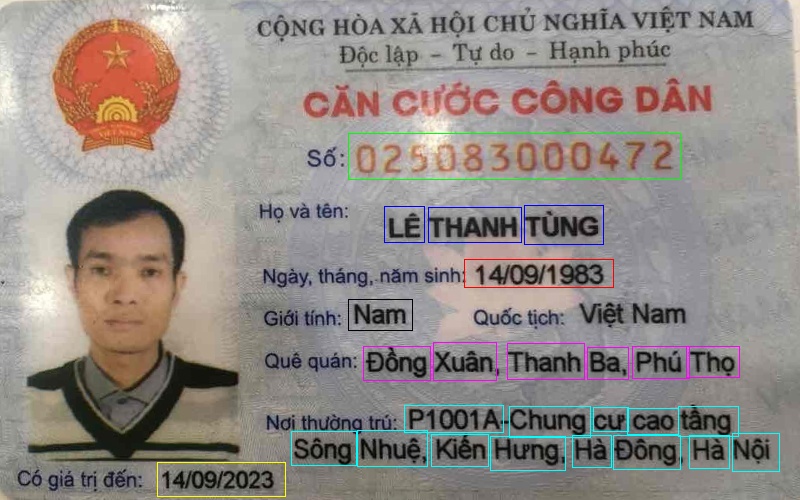 CỘNG HÒA XÃ HỘI CHỦ NGHĨA VIỆT NAM
Độc lập - Tự do - Hạnh phúc
CĂN CƯỚC CÔNG DÂN
Số: 025083000472
Họ và tên: LÊ THANH TÙNG
Ngày, tháng, năm sinh: 14/09/1983
Giới tính: Nam Quốc tịch: Việt Nam
Quê quán: Đồng Xuân, Thanh Ba, Phú Thọ
Nơi thường trú: P1001A-Chung cư cao tầng
Sông Nhuệ, Kiến Hưng, Hà Đông, Hà Nội
Có giá trị đến: 14/09/2023